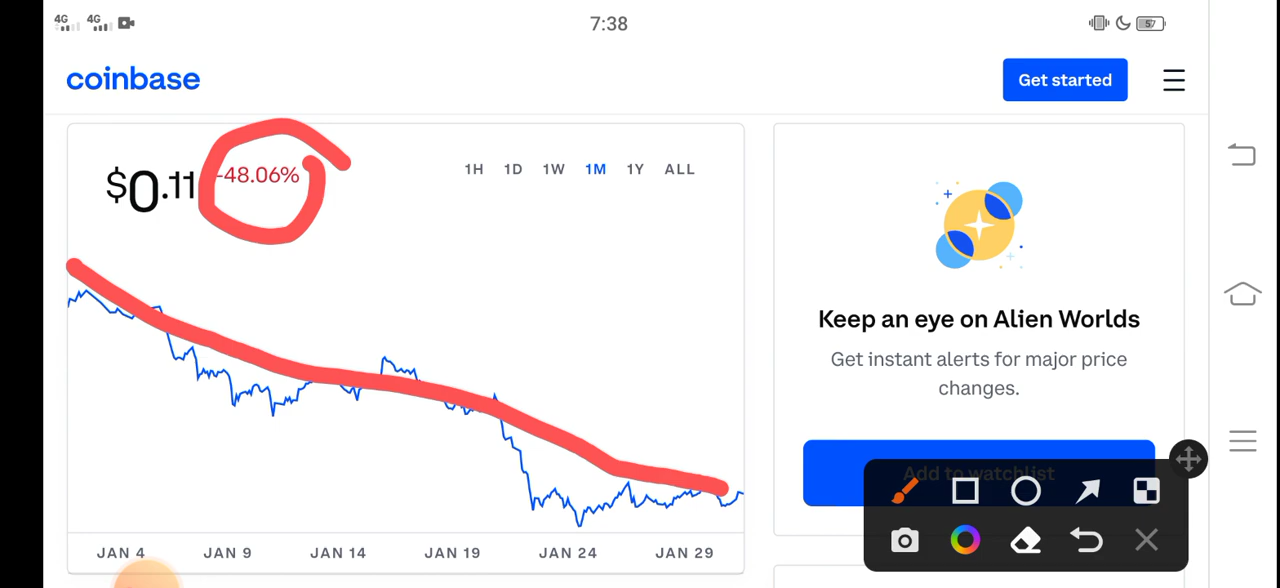 4G 4G 7:38 57
coinbase
Get started
$0.11 -48.06%
1H 1D 1W 1M 1Y ALL
Keep an eye on Alien Worlds
Get instant alerts for major price
changes.
Add to watchlist
JAN 4 JAN 9 JAN 14 JAN 19 JAN 24 JAN 29